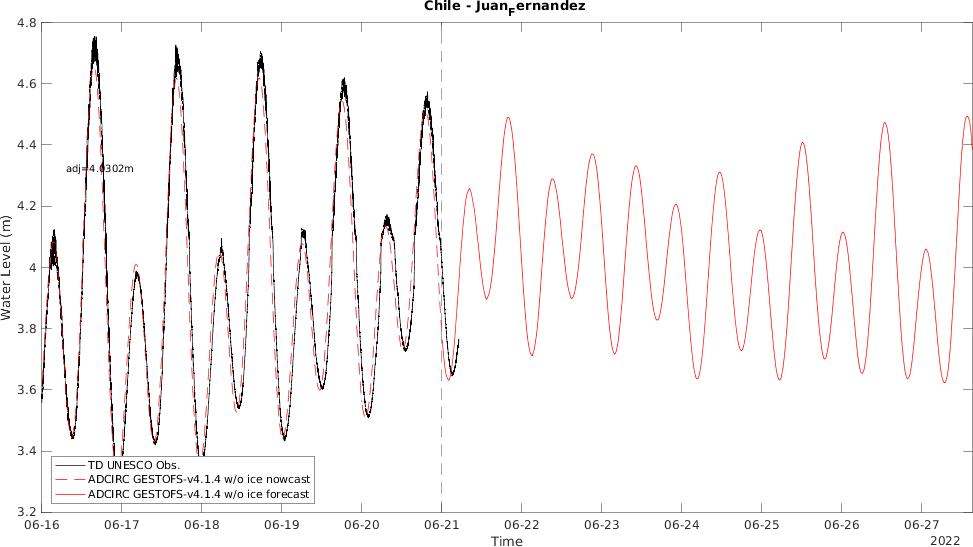 Chile - JuanFernandez
4.8
4.6
4.4
4.2
4
3.8
3.6
3.4
3.2
Water Level (m)
adj=4.0302m
TD UNESCO Obs.
ADCIRC GESTOFS-v4.1.4 w/o ice nowcast
ADCIRC GESTOFS-v4.1.4 w/o ice forecast
06-16 06-17 06-18 06-19 06-20 06-21 06-22 06-23 06-24 06-25 06-26 06-27
Time
2022